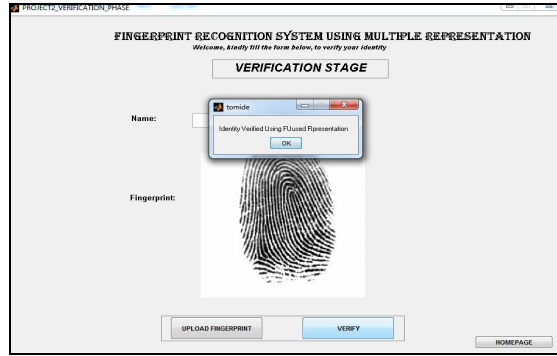 PROJECT2_VERIFICATION_PHASE
FINGERPRINT RECOGNITION SYSTEM USING MULTIPLE REPRESENTATION
Welcome, kindly fill the form below, to verify your identity
VERIFICATION STAGE
tomide
Name:
Identity Verified Using FUused Rpresentation
OK
Fingerprint:
UPLOAD FINGERPRINT
VERIFY
HOMEPAGE